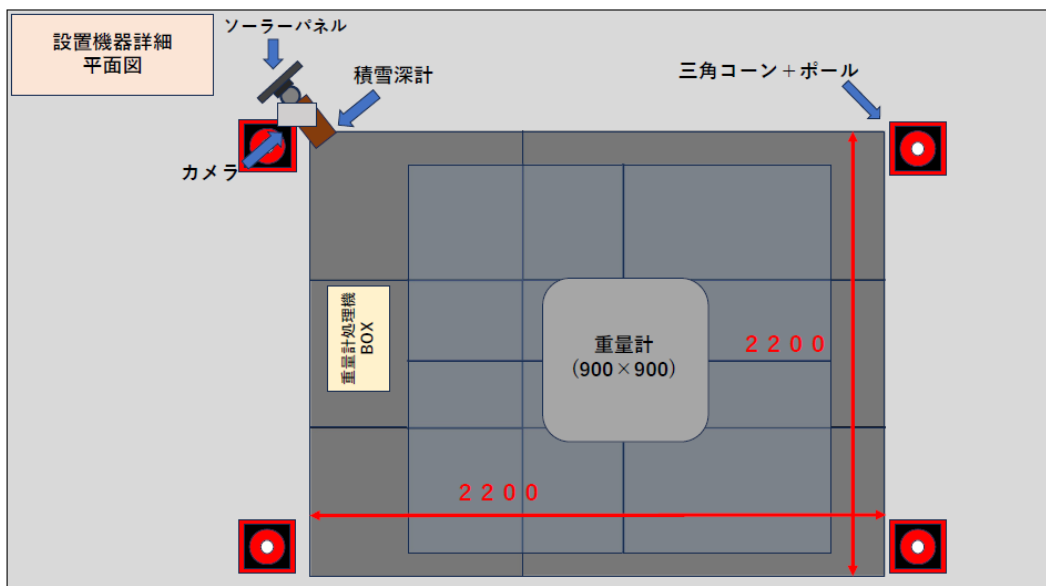 設置機器詳細
平面図
ソーラーパネル
積雪深計
三角コーン＋ポール
カメラ
重量計処理機
BOX
重量計
(900×900)
２２００
２２００